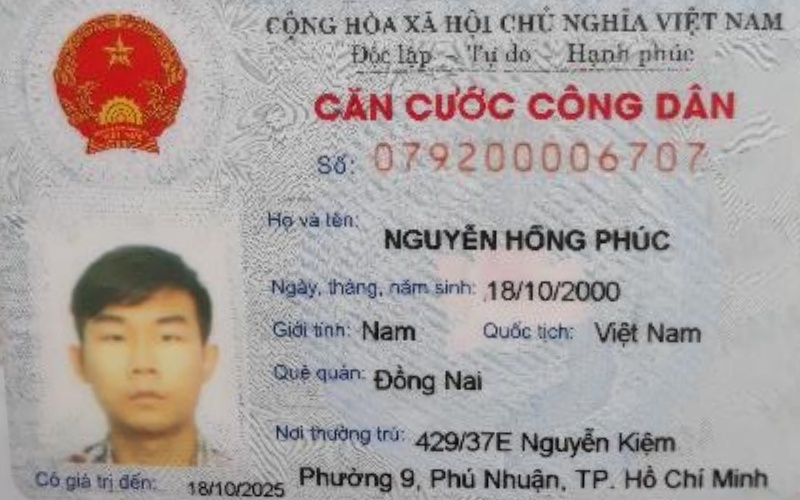 CỘNG HÒA XÃ HỘI CHỦ NGHĨA VIỆT NAM
Độc lập – Tự do – Hạnh phúc
CĂN CƯỚC CÔNG DÂN
Số: 079200006707
Họ và tên:
NGUYỄN HỒNG PHÚC
Ngày, tháng, năm sinh: 18/10/2000
Giới tính: Nam Quốc tịch: Việt Nam
Quê quán: Đồng Nai
Nơi thường trú: 429/37E Nguyễn Kiệm
Phường 9, Phú Nhuận, TP. Hồ Chí Minh
Có giá trị đến: 18/10/2025